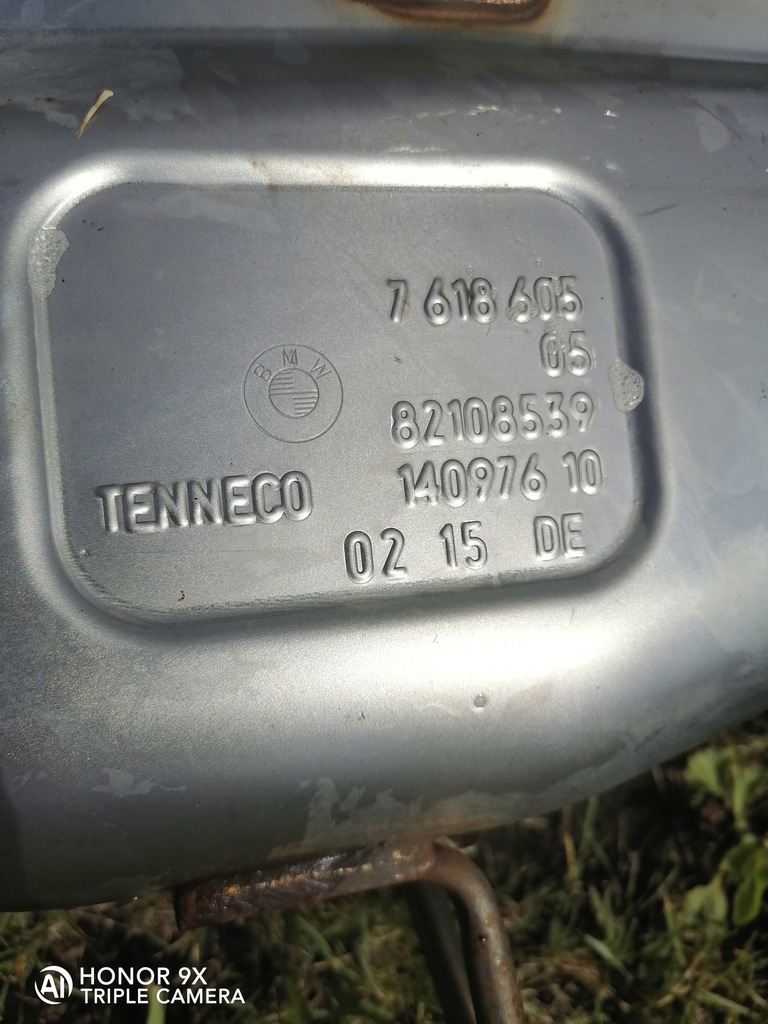 7 618 605
05
BMW
82108539
TENNECO 140976 10
02 15 DE
HONOR 9X
TRIPLE CAMERA